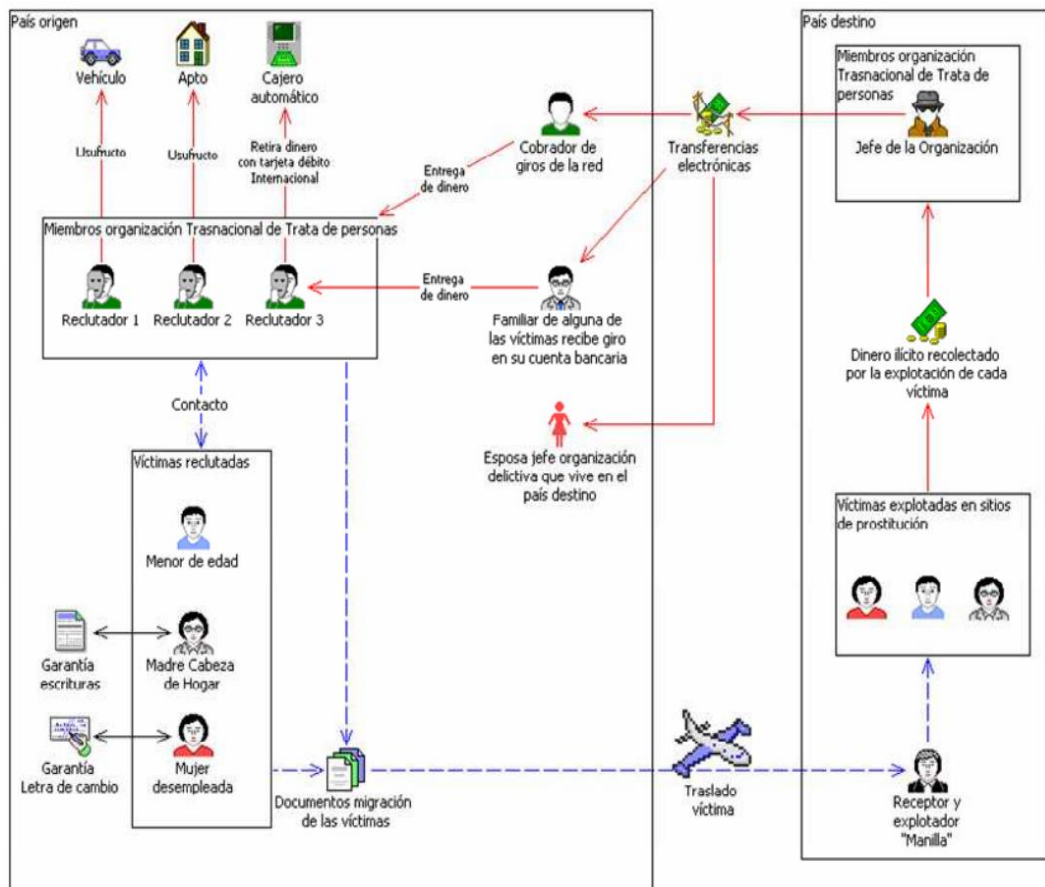 País origen
Vehículo
Apto
Cajero
automático
Usufructo
Usufructo
Retira dinero
con tarjeta débito
Internacional
Cobrador de
giros de la red
Entrega
de dinero
Transferencias
electrónicas
País destino
Miembros organización
Trasnacional de Trata de
personas
Jefe de la Organización
Miembros organización Trasnacional de Trata de personas
Reclutador 1
Reclutador 2
Reclutador 3
Entrega
de dinero
Familiar de alguna de
las víctimas recibe giro
en su cuenta bancaria
Dinero ilícito recolectado
por la explotación de cada
víctima
Contacto
Esposa jefe organización
delictiva que vive en el
país destino
Víctimas reclutadas
Menor de edad
Garantía
escrituras
Madre Cabeza
de Hogar
Garantía
Letra de cambio
Mujer
desempleada
Documentos migración
de las víctimas
Traslado
víctima
Víctimas explotadas en sitios
de prostitución
Receptor y
explotador
"Manilla"